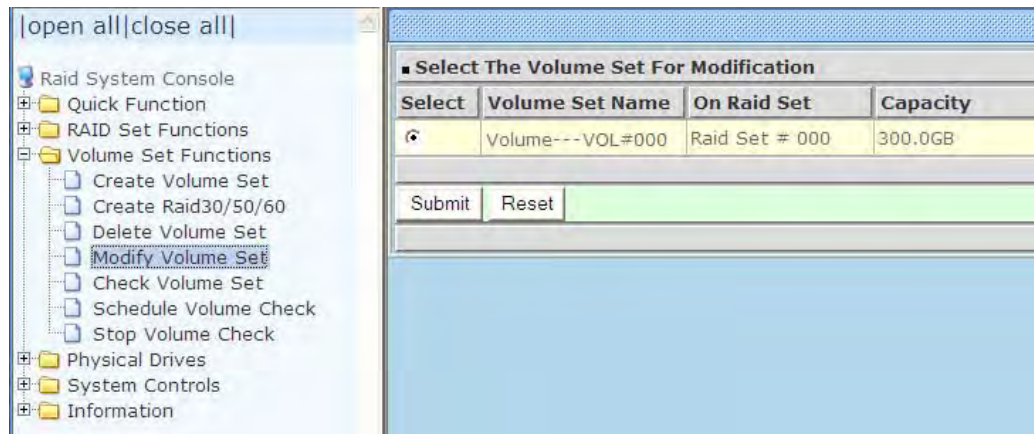 |open all|close all|
Raid System Console
Quick Function
RAID Set Functions
Volume Set Functions
Create Volume Set
Create Raid30/50/60
Delete Volume Set
Modify Volume Set
Check Volume Set
Schedule Volume Check
Stop Volume Check
Physical Drives
System Controls
Information
Select The Volume Set For Modification
Select Volume Set Name On Raid Set Capacity
Volume---VOL#000 Raid Set # 000 300.0GB
Submit Reset